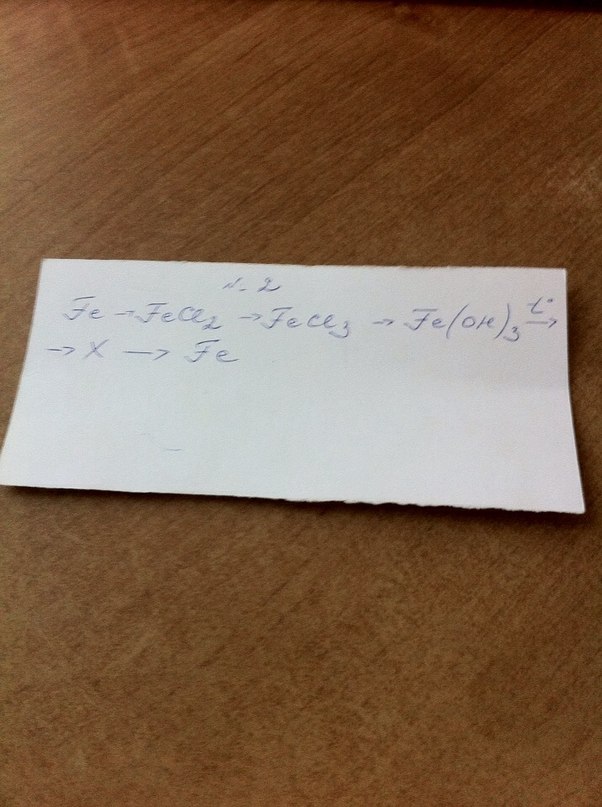 № 2
Fe → FeCl₂ → FeCl₃ → Fe(OH)₃ t° →
→ X → Fe